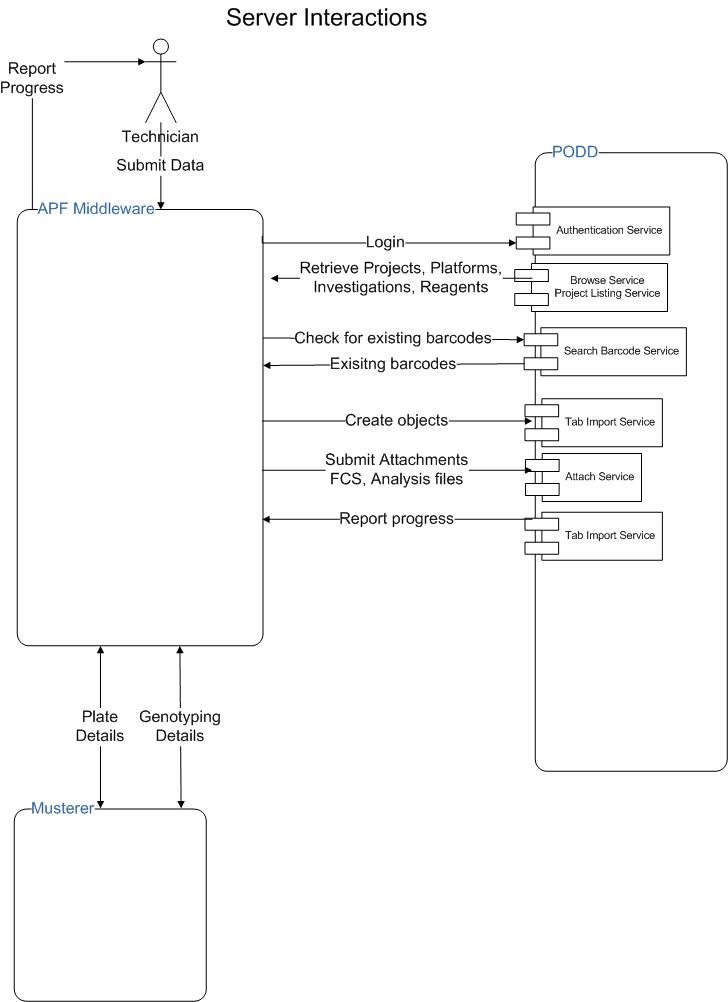 Server Interactions
Report
Progress
Technician
Submit Data
APF Middleware
PODD
Login
Authentication Service
Retrieve Projects, Platforms,
Investigations, Reagents
Browse Service
Project Listing Service
Check for existing barcodes
Exisitng barcodes
Search Barcode Service
Create objects
Tab Import Service
Submit Attachments
FCS, Analysis files
Attach Service
Report progress
Tab Import Service
Plate
Details
Genotyping
Details
Musterer